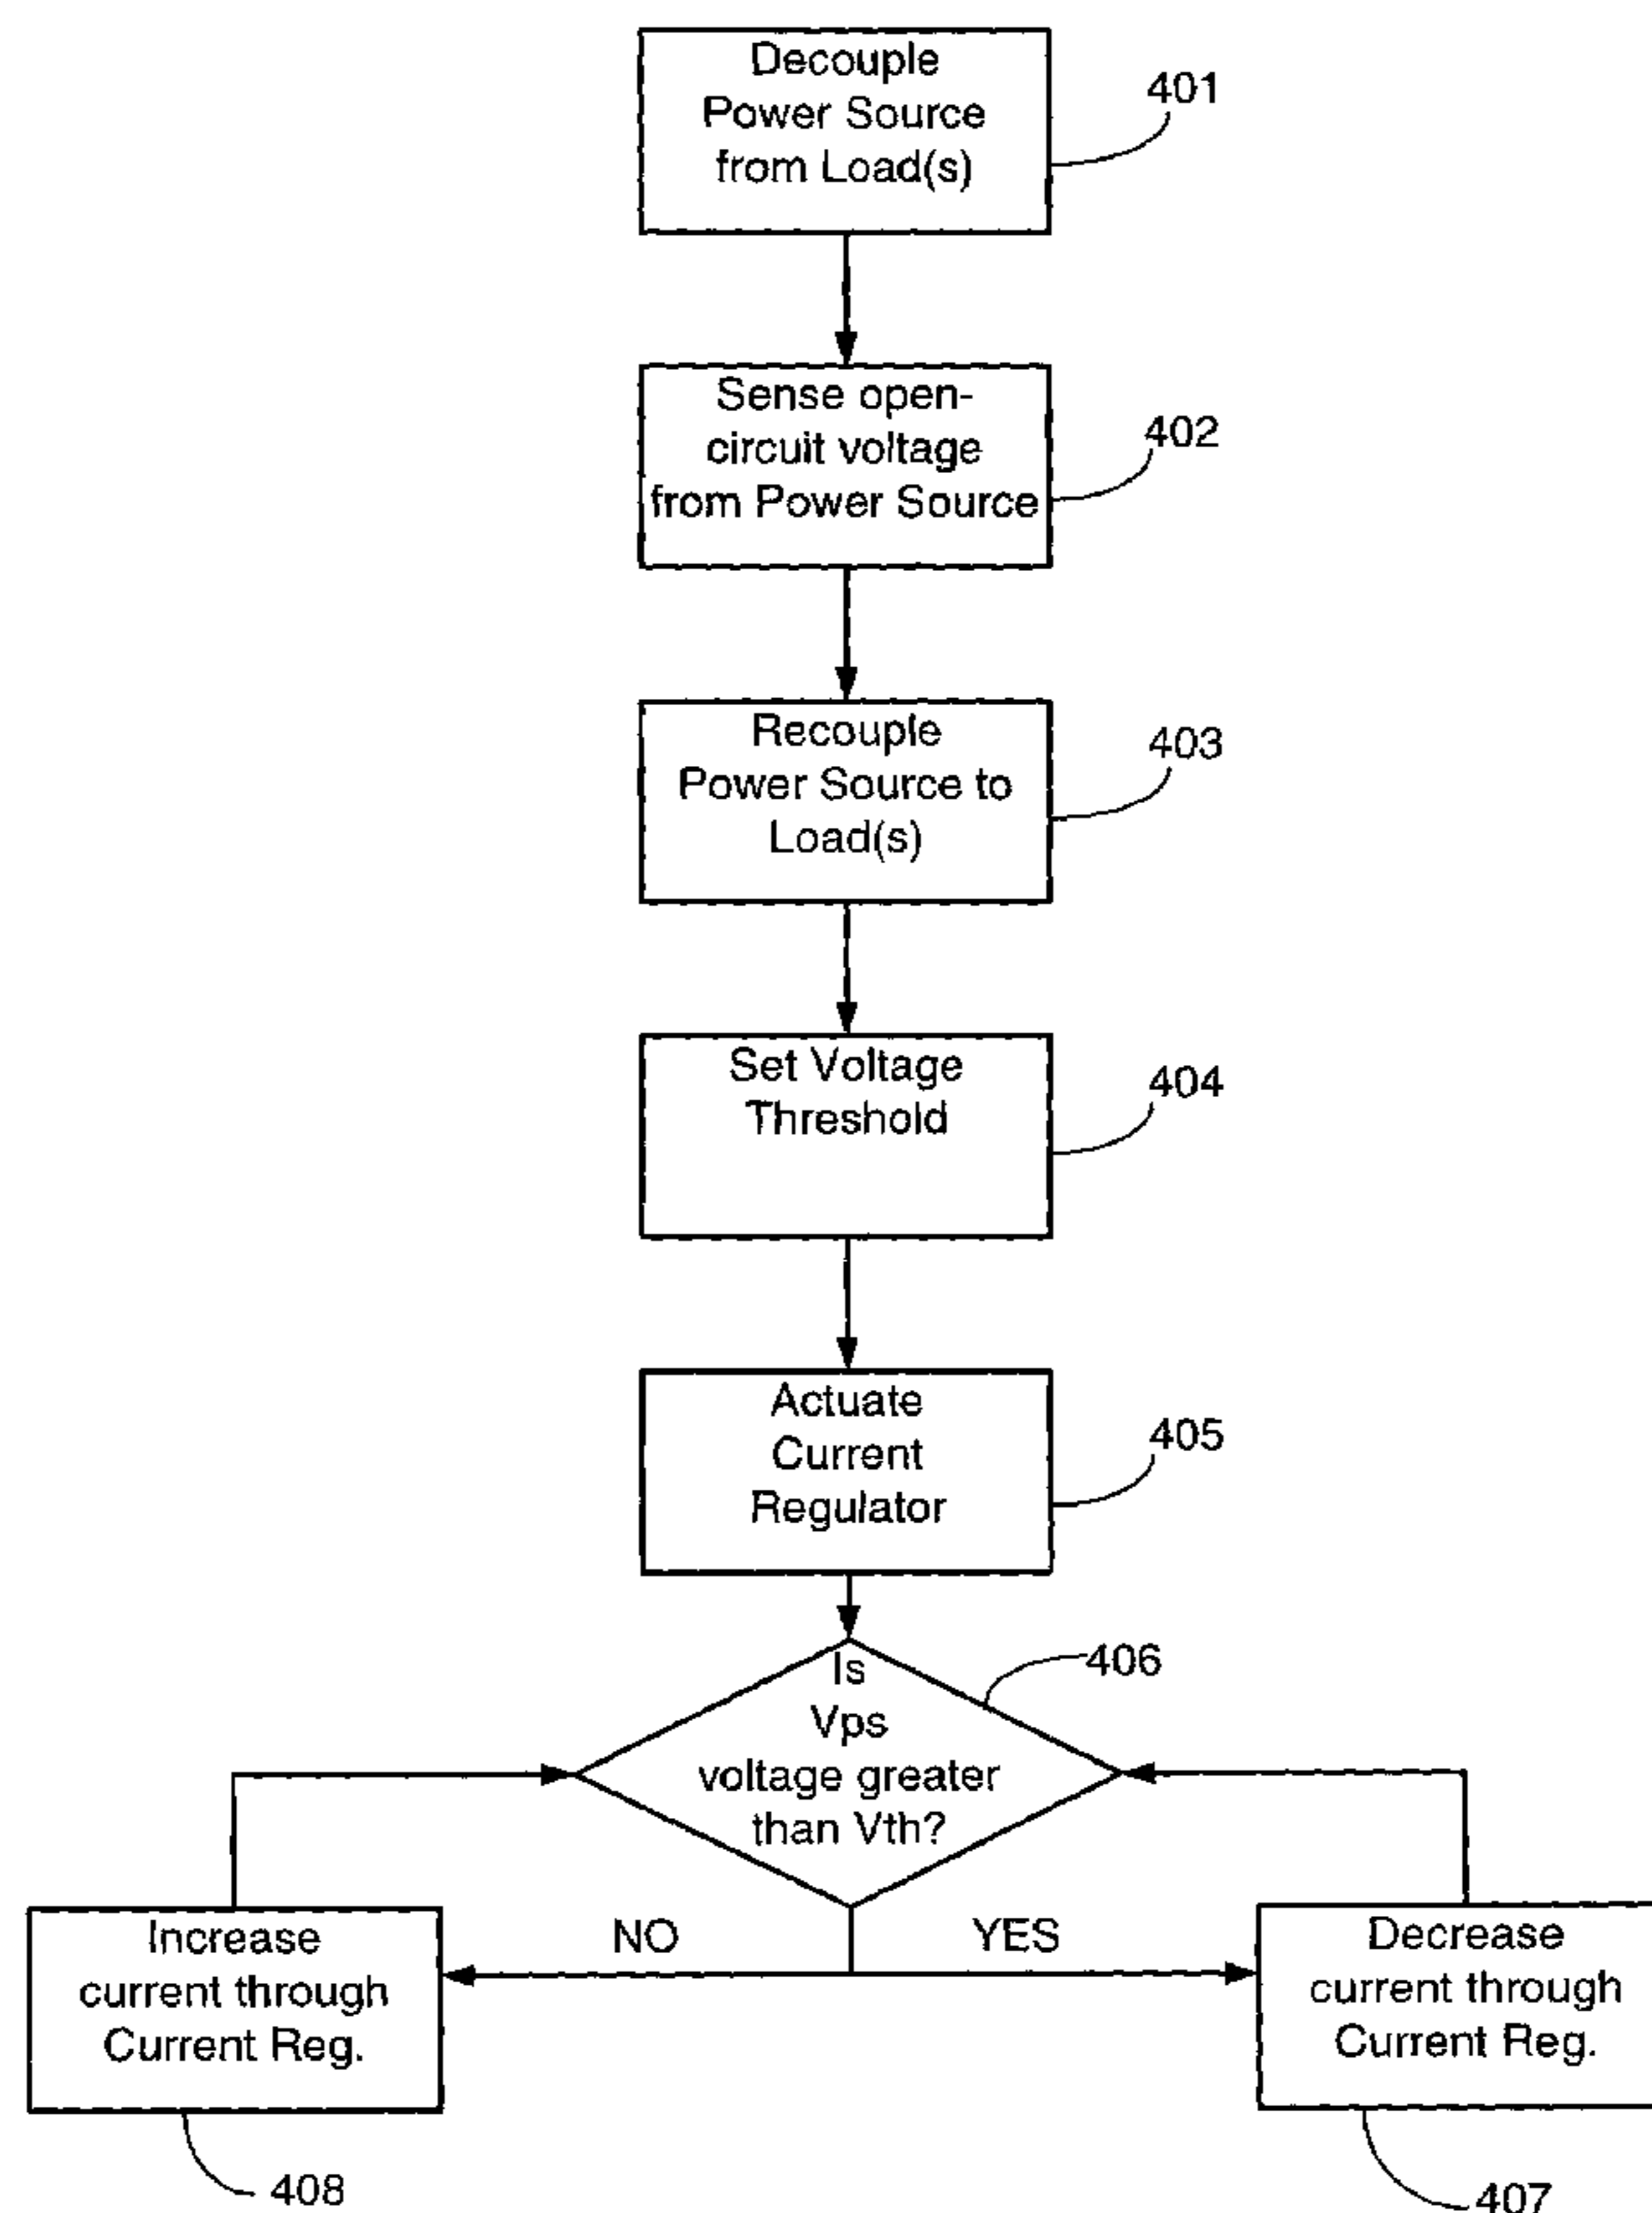 Decouple
Power Source
from Load(s)
401
Sense open-
circuit voltage
from Power Source
402
Recouple
Power Source to
Load(s)
403
Set Voltage
Threshold
404
Actuate
Current
Regulator
405
Is
Vps
voltage greater
than Vth?
406
NO
YES
Increase
current through
Current Reg.
408
Decrease
current through
Current Reg.
407